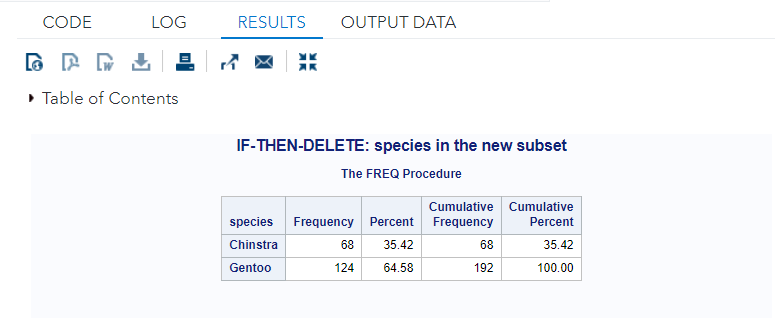 CODE LOG RESULTS OUTPUT DATA
Table of Contents
IF-THEN-DELETE: species in the new subset
The FREQ Procedure
species Frequency Percent Cumulative Frequency Cumulative Percent
Chinstra 68 35.42 68 35.42
Gentoo 124 64.58 192 100.00